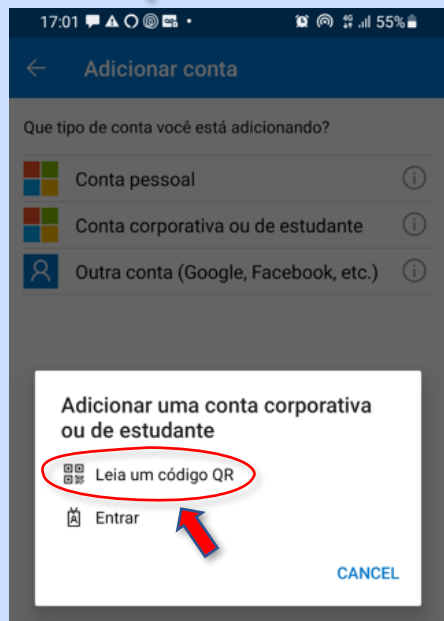 17:01 55%
Adicionar conta
Que tipo de conta você está adicionando?
Conta pessoal
Conta corporativa ou de estudante
Outra conta (Google, Facebook, etc.)
Adicionar uma conta corporativa
ou de estudante
Leia um código QR
Entrar
CANCEL